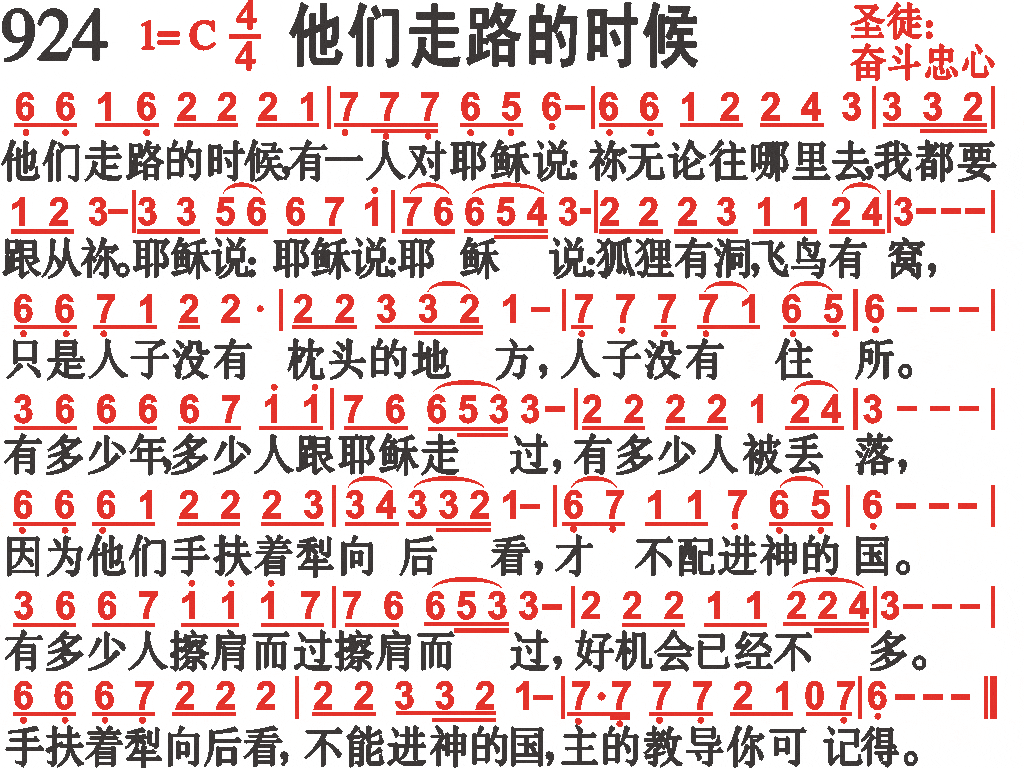 924 1=C 4/4 他们走路的时候 圣徒:
奋斗忠心
6 6 1 6 2 2 2 1|7 7 7 6 5 6-|6 6 1 2 2 4 3|3 3 2|
他们走路的时候,有一人对耶稣说:祢无论往哪里去,我都要
1 2 3-|3 3 5 6 6 7 1|7 6 6 5 4 3-|2 2 2 3 1 1 2 4|3---|
跟从祢。耶稣说:耶稣说:耶稣说:狐狸有洞,飞鸟有窝,
6 6 7 1 2 2·|2 2 3 3 2 1-|7 7 7 7 1 6 5|6---|
只是人子没有枕头的地方,人子没有住所。
3 6 6 6 6 7 1 1|7 6 6 5 3 3-|2 2 2 2 1 2 4|3---|
有多少年,多少人跟耶稣走过,有多少人被丢落,
6 6 6 1 2 2 2 3|3 4 3 3 2 1-|6 7 1 1 7 6 5|6---|
因为他们手扶着犁向后看,才不配进神的国。
3 6 6 7 1 1 1 7|7 6 6 5 3 3-|2 2 2 1 1 2 2 4|3---|
有多少人擦肩而过擦肩而过,好机会已经不多。
6 6 6 7 2 2 2|2 2 3 3 2 1-|7·7 7 7 2 1 0 7|6---‖
手扶着犁向后看,不能进神的国,主的教导你可记得。